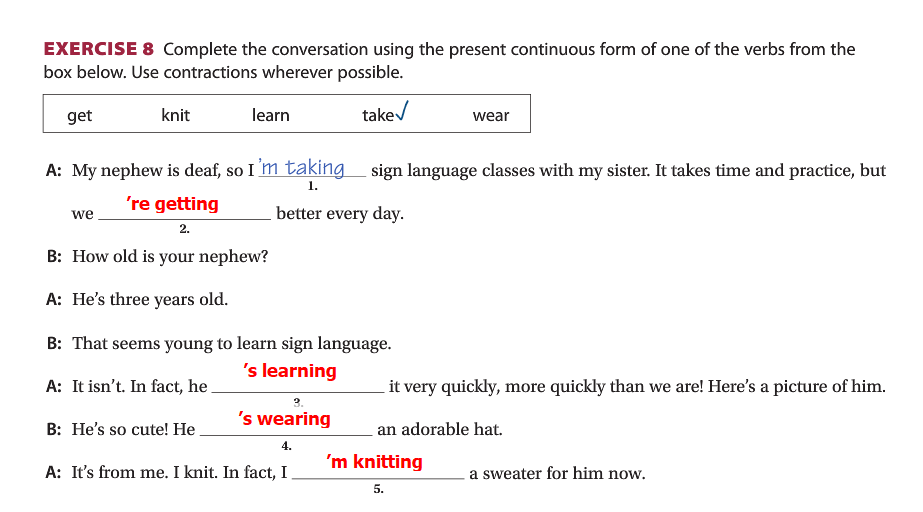 EXERCISE 8 Complete the conversation using the present continuous form of one of the verbs from the
box below. Use contractions wherever possible.
get knit learn take✓ wear
A: My nephew is deaf, so I 'm taking sign language classes with my sister. It takes time and practice, but
1.
we ’re getting better every day.
2.
B: How old is your nephew?
A: He’s three years old.
B: That seems young to learn sign language.
A: It isn’t. In fact, he ’s learning it very quickly, more quickly than we are! Here’s a picture of him.
3.
B: He’s so cute! He ’s wearing an adorable hat.
4.
A: It’s from me. I knit. In fact, I ’m knitting a sweater for him now.
5.